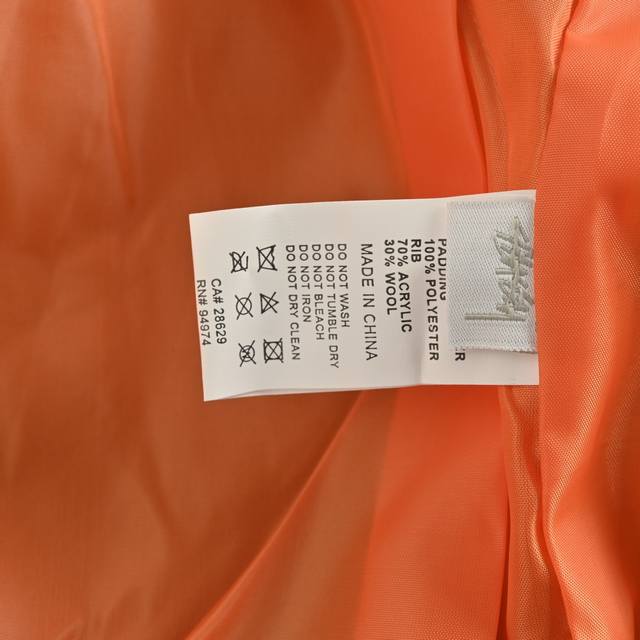 PADDING
100% POLYESTER
RIB
70% ACRYLIC
30% WOOL
MADE IN CHINA
DO NOT WASH
DO NOT TUMBLE DRY
DO NOT BLEACH
DO NOT IRON
DO NOT DRY CLEAN
CA# 28629
RN# 94974